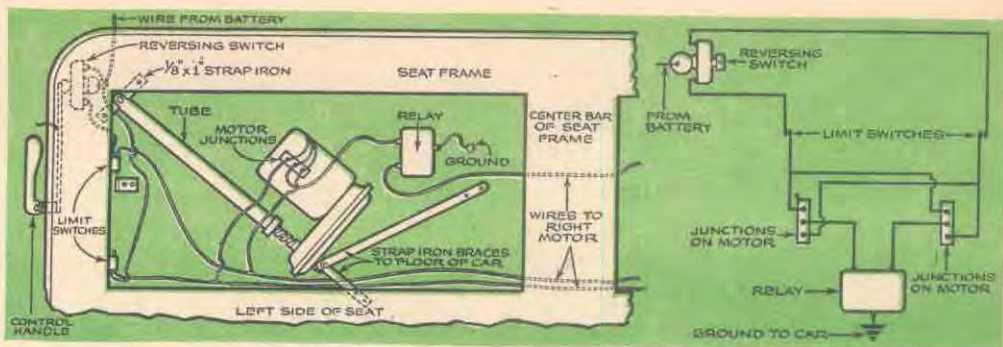 WIRE FROM BATTERY
REVERSING SWITCH
1/8" x 1" STRAP IRON
SEAT FRAME
TUBE
MOTOR
JUNCTIONS
RELAY
GROUND
CENTER BAR
OF SEAT
FRAME
LIMIT
SWITCHES
WIRES TO
RIGHT
MOTOR
STRAP IRON BRACES
TO FLOOR OF CAR
CONTROL
HANDLE
LEFT SIDE OF SEAT
REVERSING
SWITCH
FROM
BATTERY
LIMIT SWITCHES
JUNCTIONS
ON MOTOR
RELAY
JUNCTIONS
ON MOTOR
GROUND TO CAR